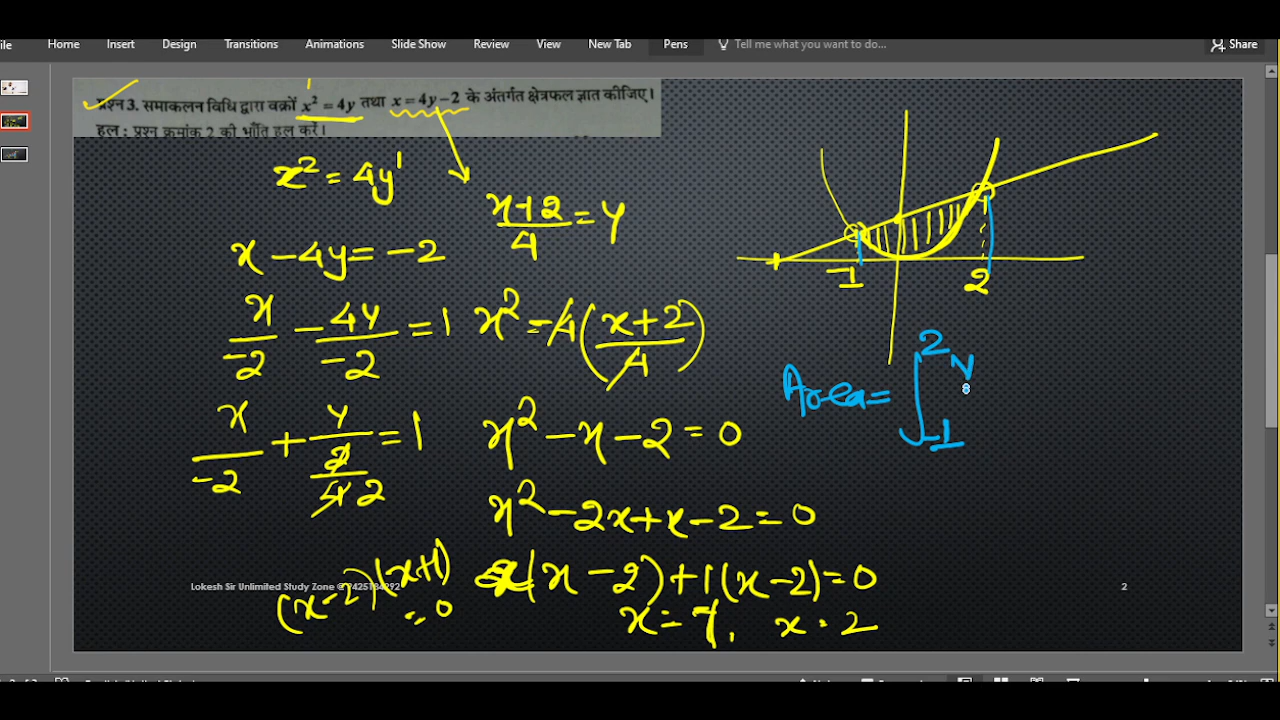 File Home Insert Design Transitions Animations Slide Show Review View New Tab Pens Tell me what you want to do... Share
प्रश्न 3. समाकलन विधि द्वारा वक्रों x² = 4y तथा x = 4y – 2 के अंतर्गत क्षेत्रफल ज्ञात कीजिए।
हल : प्रश्न क्रमांक 2 की भाँति हल करें।
x² = 4y
x – 4y = –2
x/–2 – 4y/–2 = 1
x/–2 + y/(2/4 2) = 1
(x–2)(x+1) = 0
(x+2)/4 = y
x² = 4((x+2)/4)
x² – x – 2 = 0
x² – 2x + x – 2 = 0
x(x – 2) + 1(x – 2) = 0
x = –1, x = 2
–1 2
Area = ∫ 2 –1 y
Lokesh Sir Unlimited Study Zone @
2